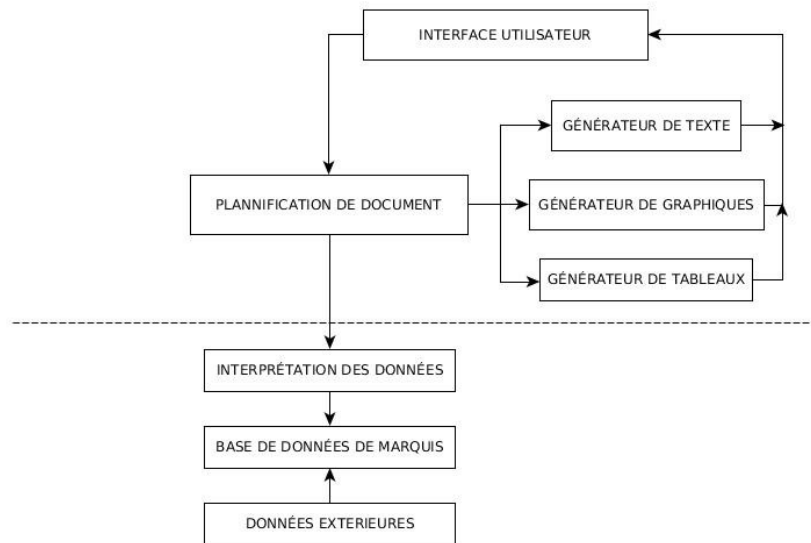 INTERFACE UTILISATEUR
GÉNÉRATEUR DE TEXTE
PLANNIFICATION DE DOCUMENT
GÉNÉRATEUR DE GRAPHIQUES
GÉNÉRATEUR DE TABLEAUX
INTERPRÉTATION DES DONNÉES
BASE DE DONNÉES DE MARQUIS
DONNÉES EXTERIEURES